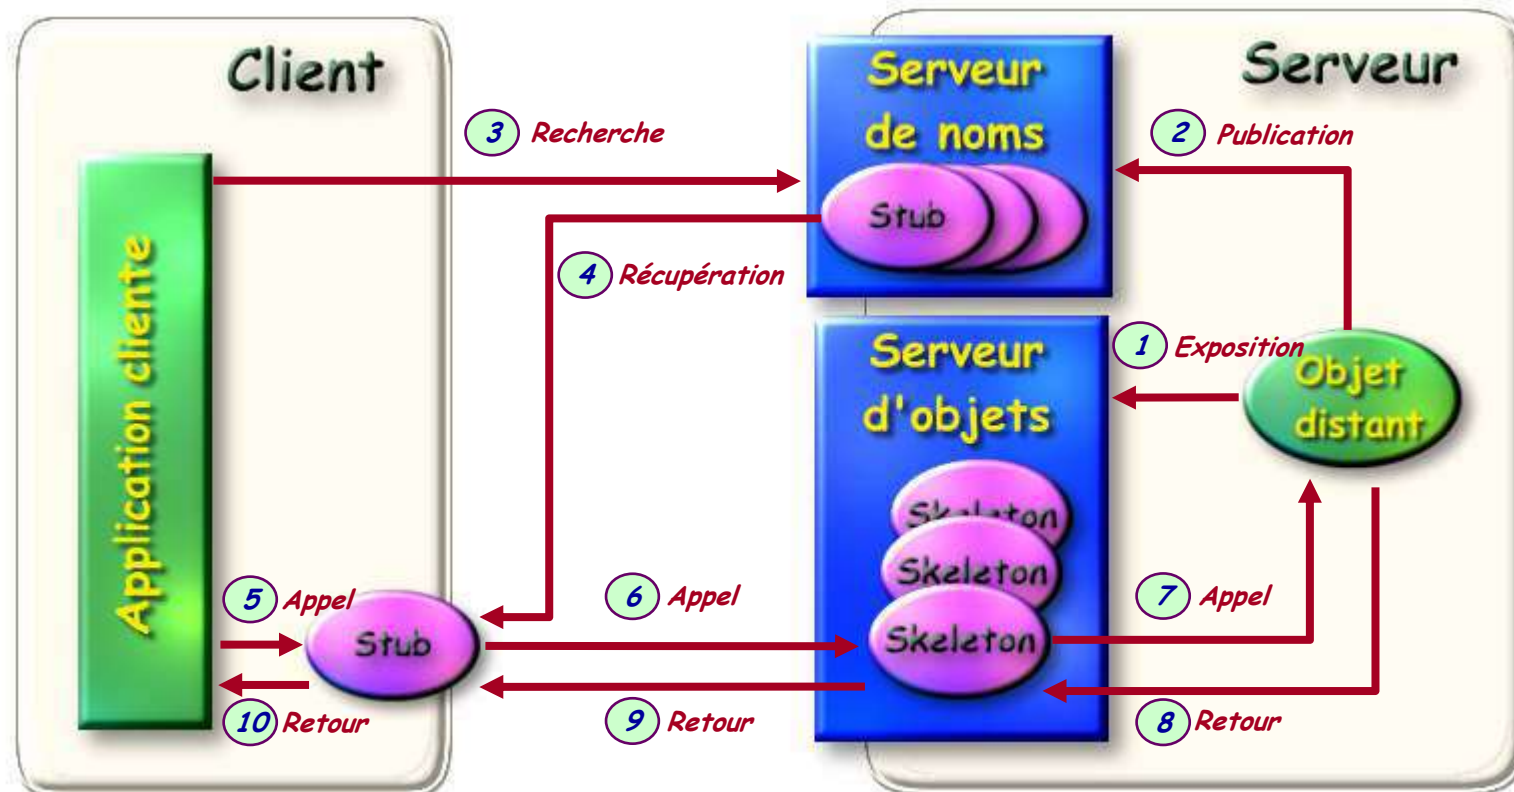 Client
Serveur
de noms
Serveur
3 Recherche
2 Publication
Stub
4 Récupération
Application cliente
1 Exposition
Serveur
d'objets
Objet
distant
Skeleton
Skeleton
Skeleton
5 Appel
6 Appel
7 Appel
Stub
10 Retour
9 Retour
8 Retour